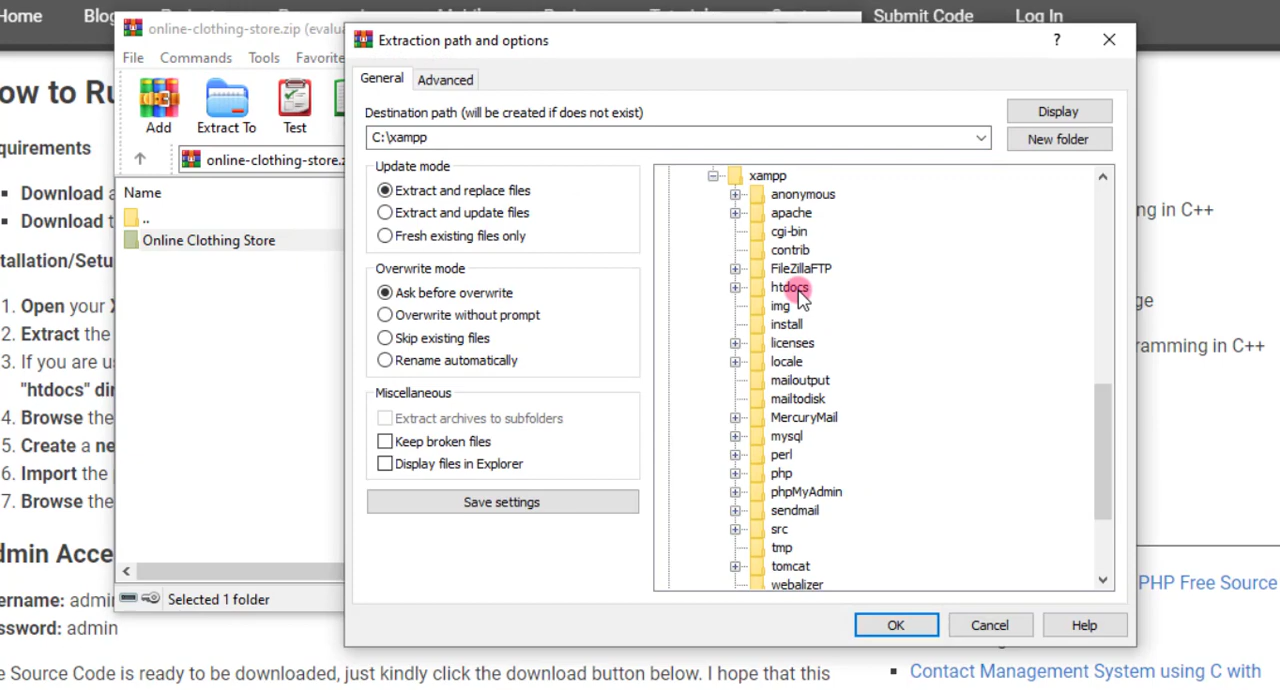 Home
Blog
Submit Code
Log In
online-clothing-store.zip (evalua
File Commands Tools Favorite
Add
Extract To
Test
online-clothing-store.z
Name
..
Online Clothing Store
Selected 1 folder
Extraction path and options
?
General
Advanced
Destination path (will be created if does not exist)
C:\xampp
Display
New folder
Update mode
Extract and replace files
Extract and update files
Fresh existing files only
Overwrite mode
Ask before overwrite
Overwrite without prompt
Skip existing files
Rename automatically
Miscellaneous
Extract archives to subfolders
Keep broken files
Display files in Explorer
Save settings
xampp
anonymous
apache
cgi-bin
contrib
FileZillaFTP
htdocs
img
install
licenses
locale
mailoutput
mailtodisk
MercuryMail
mysql
perl
php
phpMyAdmin
sendmail
src
tmp
tomcat
webalizer
OK
Cancel
Help
ow to Ru
quirements
Download a
Download t
tallation/Setu
1. Open your X
2. Extract the
3. If you are us
"htdocs" dir
4. Browse the
5. Create a ne
6. Import the
7. Browse the
dmin Acce
ername: admin
ssword: admin
e Source Code is ready to be downloaded, just kindly click the download button below. I hope that this
ng in C++
ge
ramming in C++
PHP Free Source
Contact Management System using C with